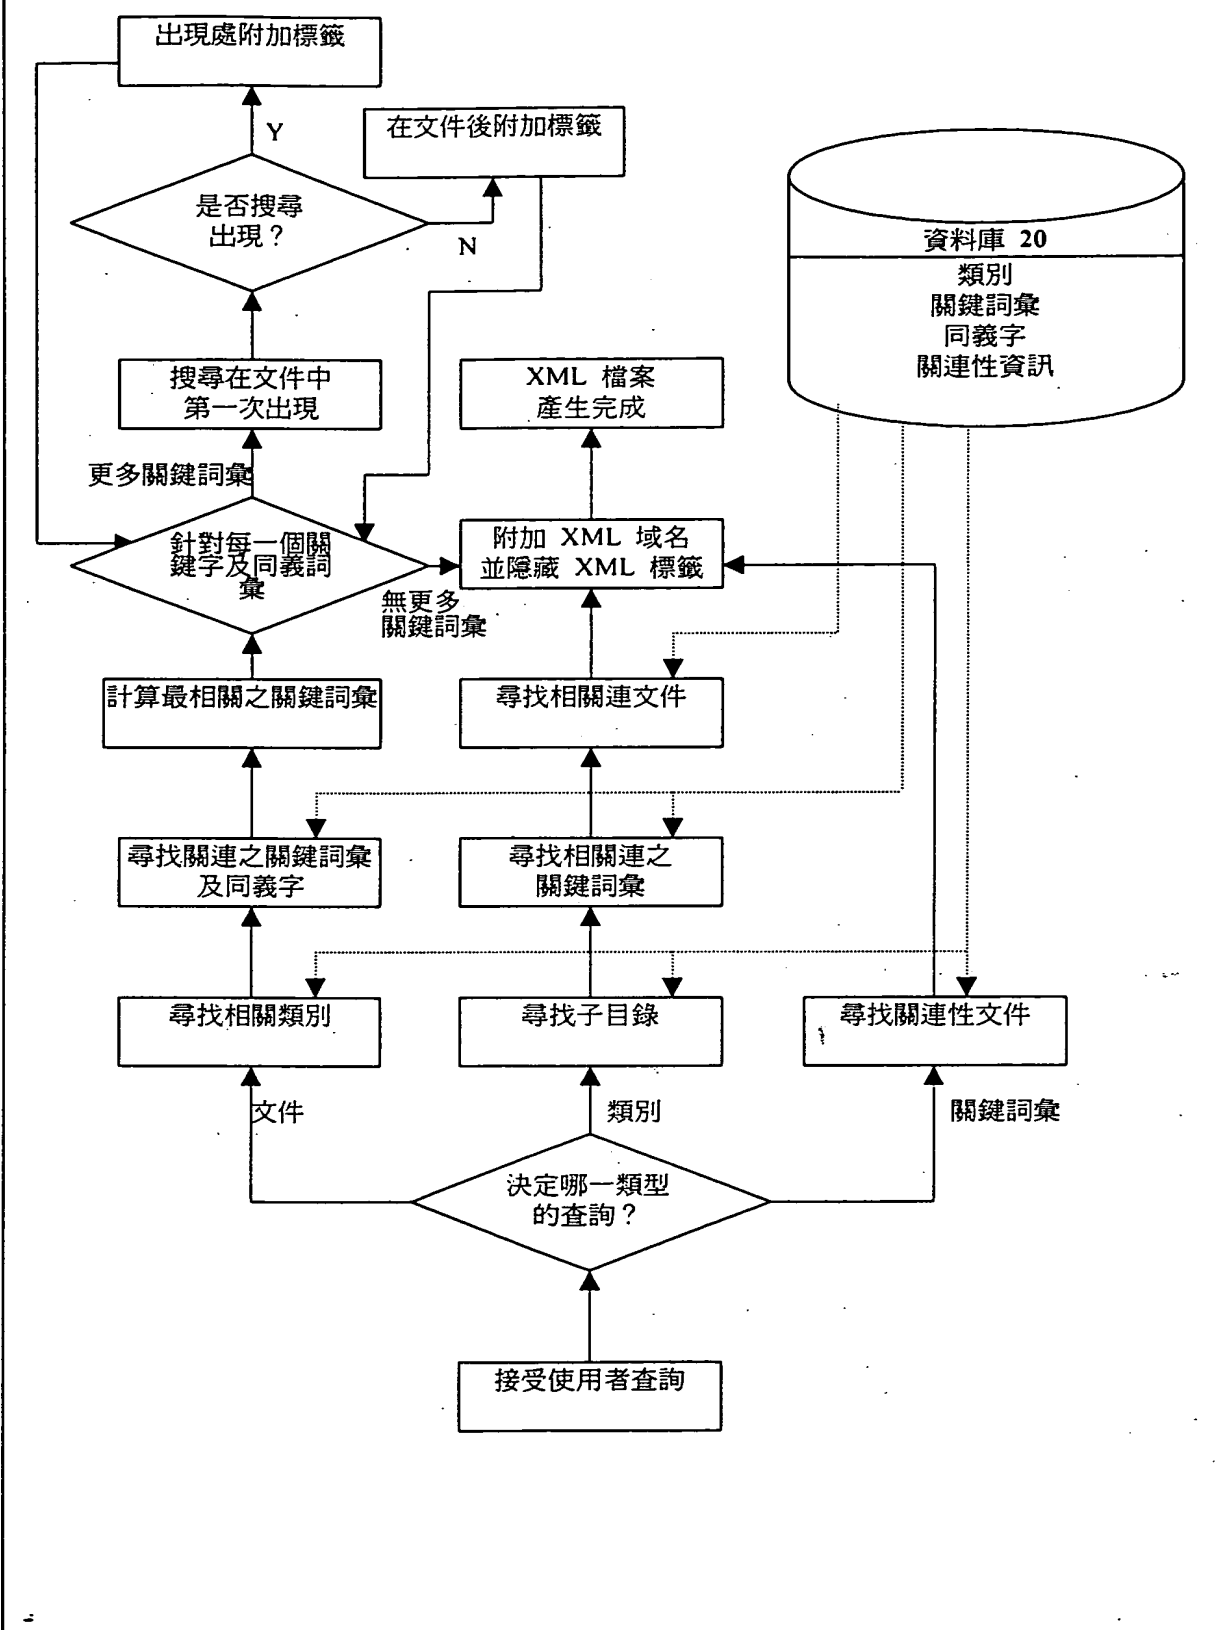 出現處附加標籤
Y
在文件後附加標籤
是否搜尋
出現？
N
資料庫 20
類別
關鍵詞彙
同義字
關連性資訊
搜尋在文件中
第一次出現
XML 檔案
產生完成
更多關鍵詞彙
針對每一個關
鍵字及同義詞
彙
附加 XML 域名
並隱藏 XML 標籤
無更多
關鍵詞彙
計算最相關之關鍵詞彙
尋找相關連文件
尋找關連之關鍵詞彙
及同義字
尋找相關連之
關鍵詞彙
尋找相關類別
尋找子目錄
尋找關連性文件
文件
類別
關鍵詞彙
決定哪一類型
的查詢？
接受使用者查詢